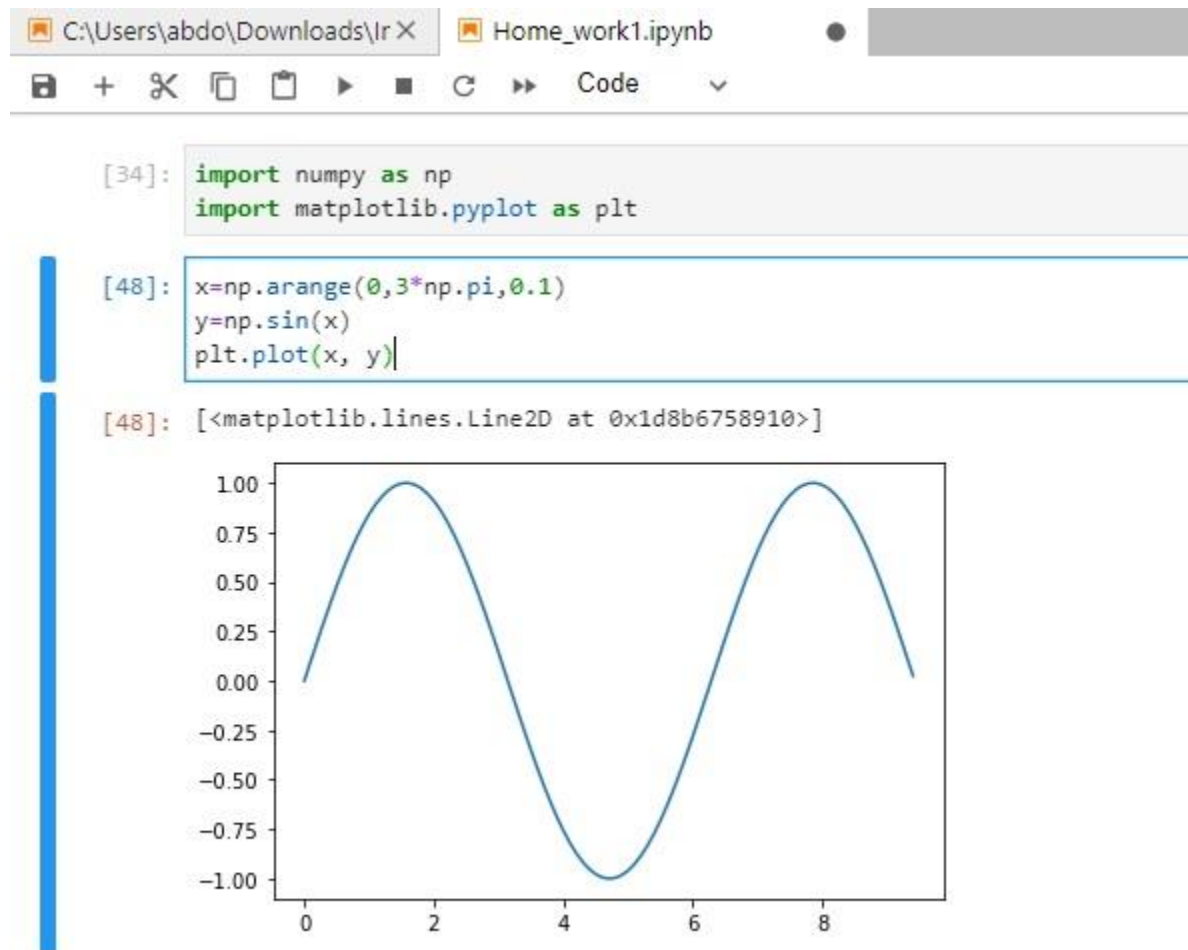 C:\Users\abdo\Downloads\Ir Home_work1.ipynb
Code
[34]: import numpy as np
import matplotlib.pyplot as plt
[48]: x=np.arange(0,3*np.pi,0.1)
y=np.sin(x)
plt.plot(x, y)
[48]: [<matplotlib.lines.Line2D at 0x1d8b6758910>]
1.00
0.75
0.50
0.25
0.00
−0.25
−0.50
−0.75
−1.00
0 2 4 6 8